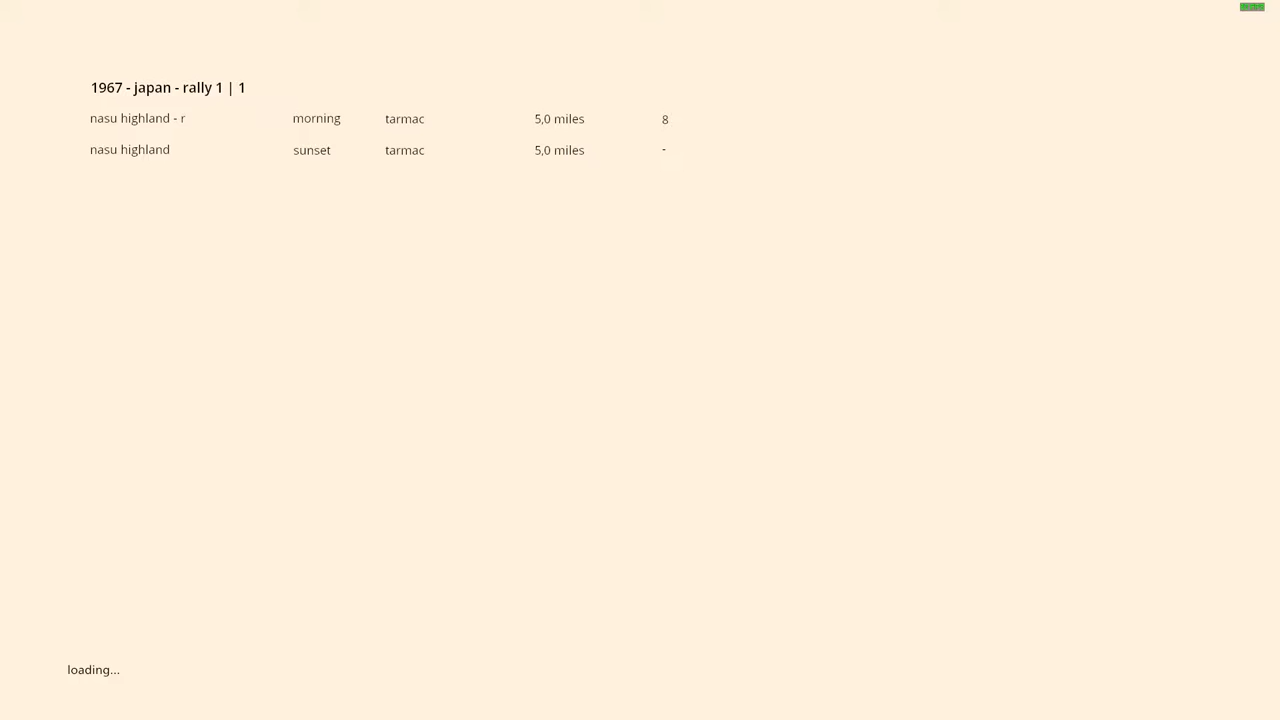 1967 - japan - rally 1 | 1
nasu highland - r morning tarmac 5,0 miles 8
nasu highland sunset tarmac 5,0 miles -
loading...